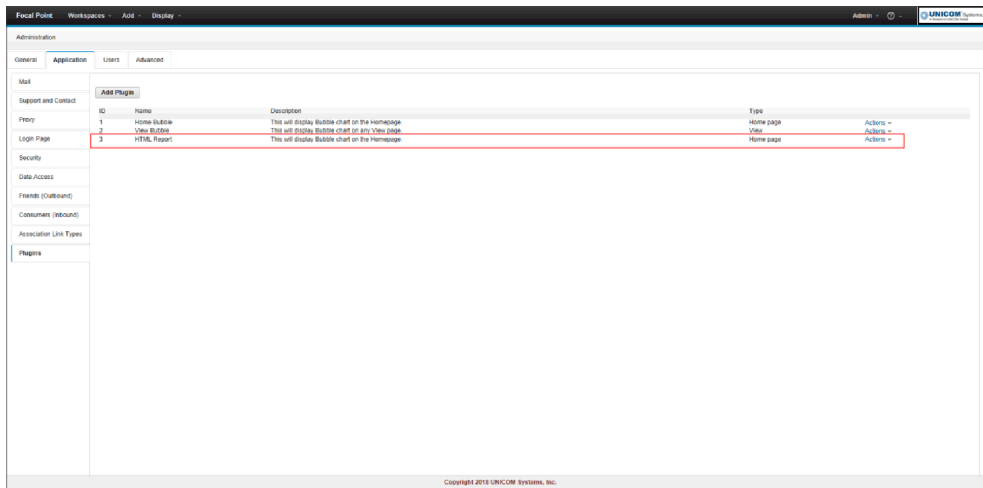 Focal Point Workspaces Add Display Admin UNICOM Systems,
Administration
General Application Users Advanced
Mail
Support and Contact
Proxy
Login Page
Security
Data Access
Friends (Outbound)
Consumers (Inbound)
Association Link Types
Plugins
Add Plugin
ID Name Description Type
1 Home Bubble This will display Bubble chart on the Homepage. Home page Actions
2 View Bubble This will display Bubble chart on any View page. View Actions
3 HTML Report This will display Bubble chart on the Homepage. Home page Actions
Copyright 2018 UNICOM Systems, Inc.